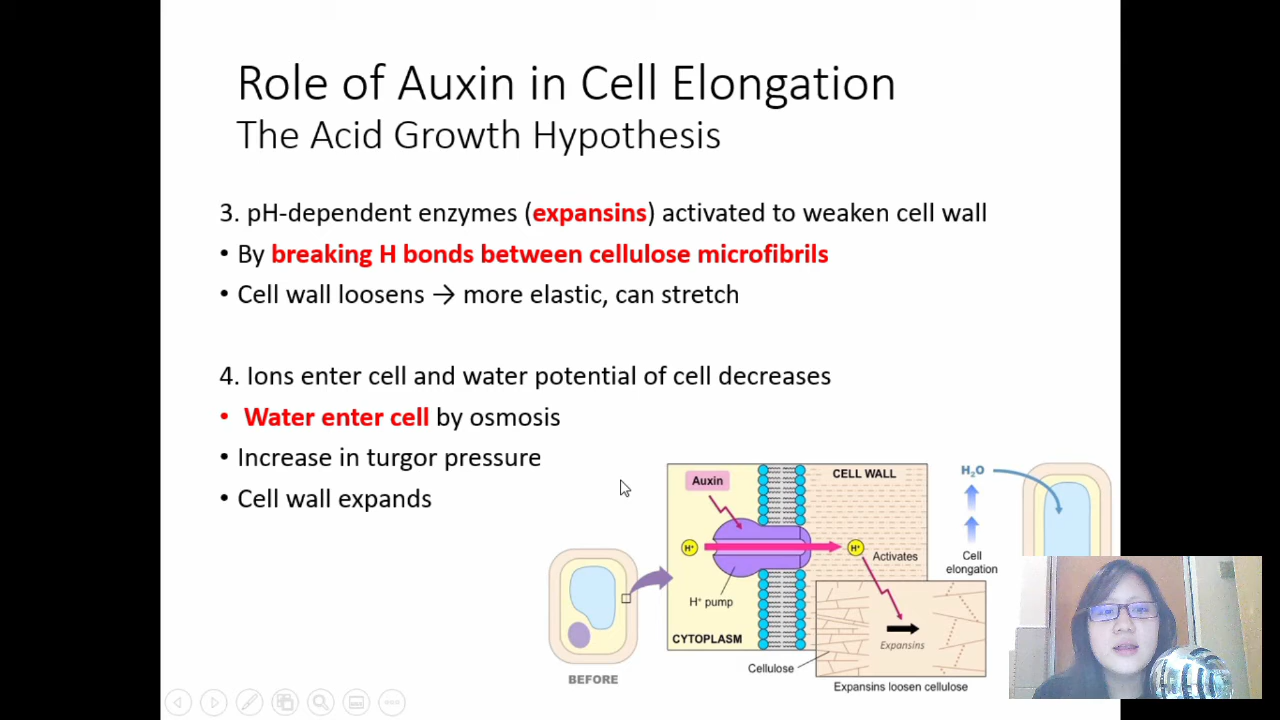 Role of Auxin in Cell Elongation
The Acid Growth Hypothesis
3. pH-dependent enzymes (expansins) activated to weaken cell wall
• By breaking H bonds between cellulose microfibrils
• Cell wall loosens → more elastic, can stretch
4. Ions enter cell and water potential of cell decreases
• Water enter cell by osmosis
• Increase in turgor pressure
• Cell wall expands
Auxin
CELL WALL
H₂O
H⁺
H⁺
Activates
Cell
elongation
H⁺ pump
CYTOPLASM
Expansins
Cellulose
BEFORE
Expansins loosen cellulose